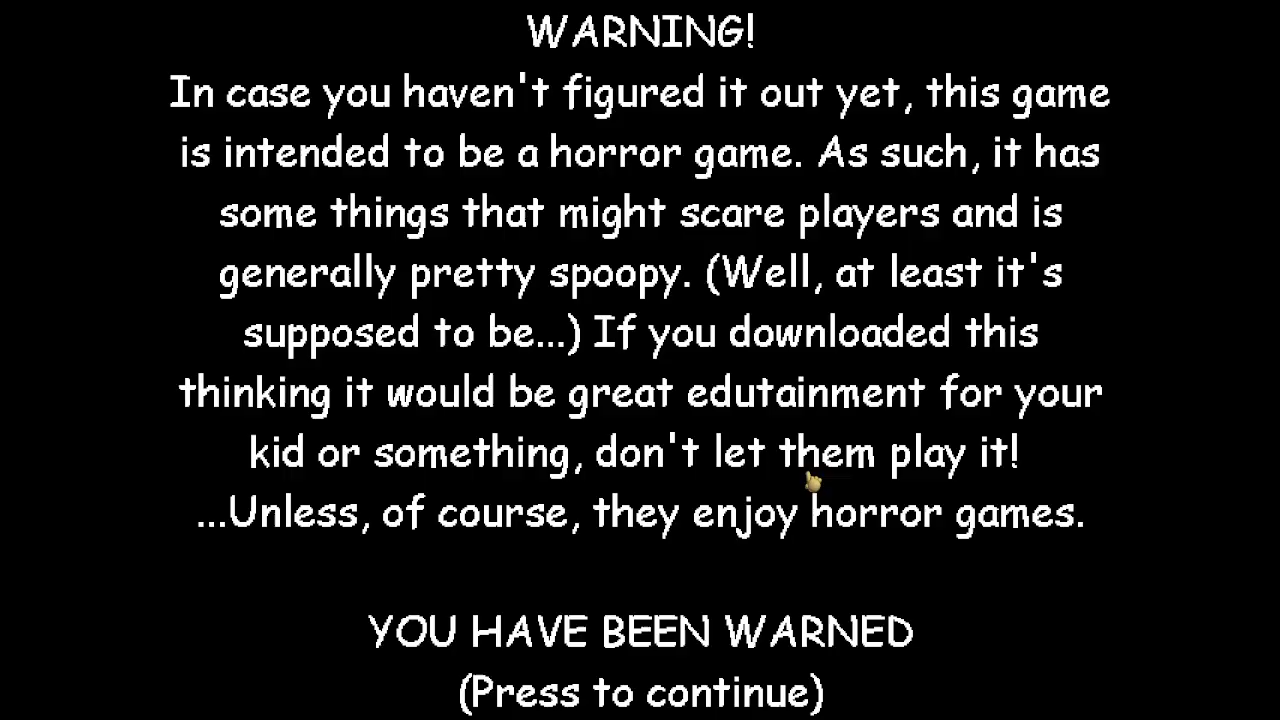 WARNING!
In case you haven't figured it out yet, this game
is intended to be a horror game. As such, it has
some things that might scare players and is
generally pretty spoopy. (Well, at least it's
supposed to be...) If you downloaded this
thinking it would be great edutainment for your
kid or something, don't let them play it!
...Unless, of course, they enjoy horror games.
YOU HAVE BEEN WARNED
(Press to continue)